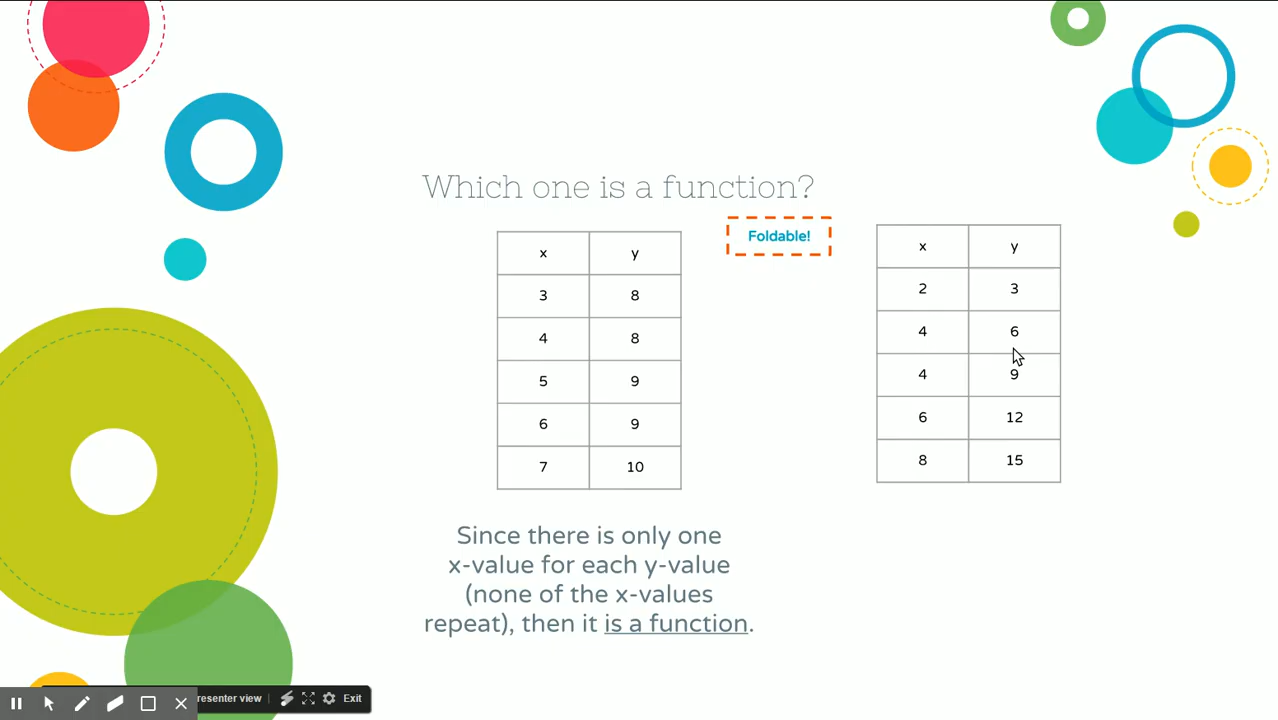 Which one is a function?
Foldable!
x y
3 8
4 8
5 9
6 9
7 10
x y
2 3
4 6
4 9
6 12
8 15
Since there is only one
x-value for each y-value
(none of the x-values
repeat), then it is a function.
resenter view Exit